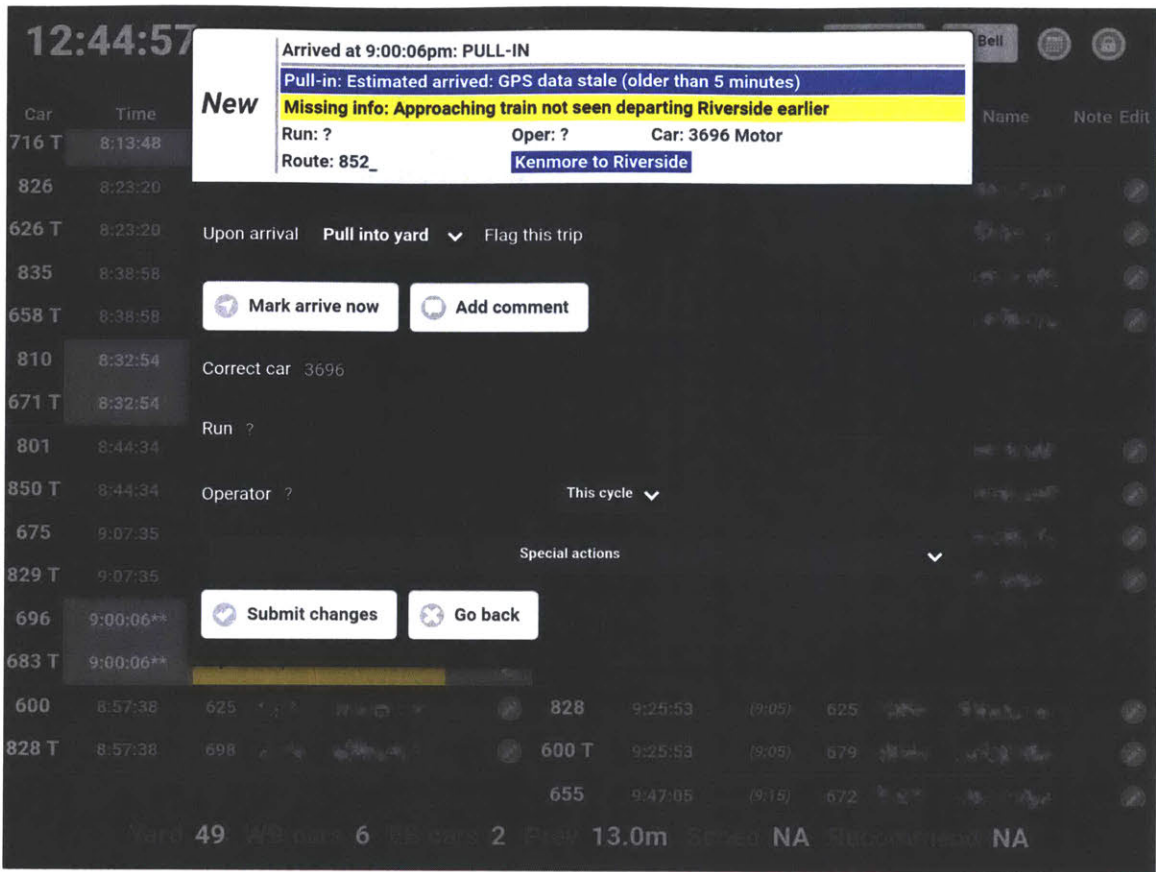 12:44:57
Bell
New
Arrived at 9:00:06pm: PULL-IN
Pull-in: Estimated arrived: GPS data stale (older than 5 minutes)
Missing info: Approaching train not seen departing Riverside earlier
Run: ? Oper: ? Car: 3696 Motor
Route: 852_ Kenmore to Riverside
Car Time Name Note Edit
716 T 8:13:48
826 8:23:20
626 T 8:23:20
Upon arrival Pull into yard Flag this trip
835 8:38:58
658 T 8:38:58
Mark arrive now Add comment
810 8:32:54
Correct car 3696
671 T 8:32:54
Run ?
801 8:44:34
850 T 8:44:34
Operator ? This cycle
675 9:07:35
Special actions
829 T 9:07:35
696 9:00:06**
Submit changes Go back
683 T 9:00:06**
600 8:57:38 625 828 9:25:53 (9:05) 625
828 T 8:57:38 698 600 T 9:25:53 (9:05) 679
655 9:47:05 (9:15) 672
Yard 49 WB cars 6 EB cars 2 Prev 13.0m Sched NA Recommend NA